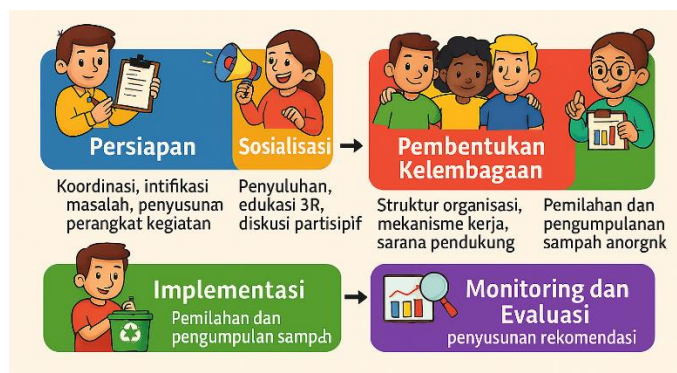 Persiapan
Sosialisasi
Pembentukan
Kelembagaan
Koordinasi, intifikasi
masalah, penyusunan
perangkat kegiatan
Penyuluhan,
edukasi 3R,
diskusi partisipif
Struktur organisasi,
mekanisme kerja,
sarana pendukung
Pemilahan dan
pengumpulanan
sampah anorgnk
Implementasi
Pemilahan dan
pengumpulan sampah
Monitoring dan
Evaluasi
penyusunan rekomendasi